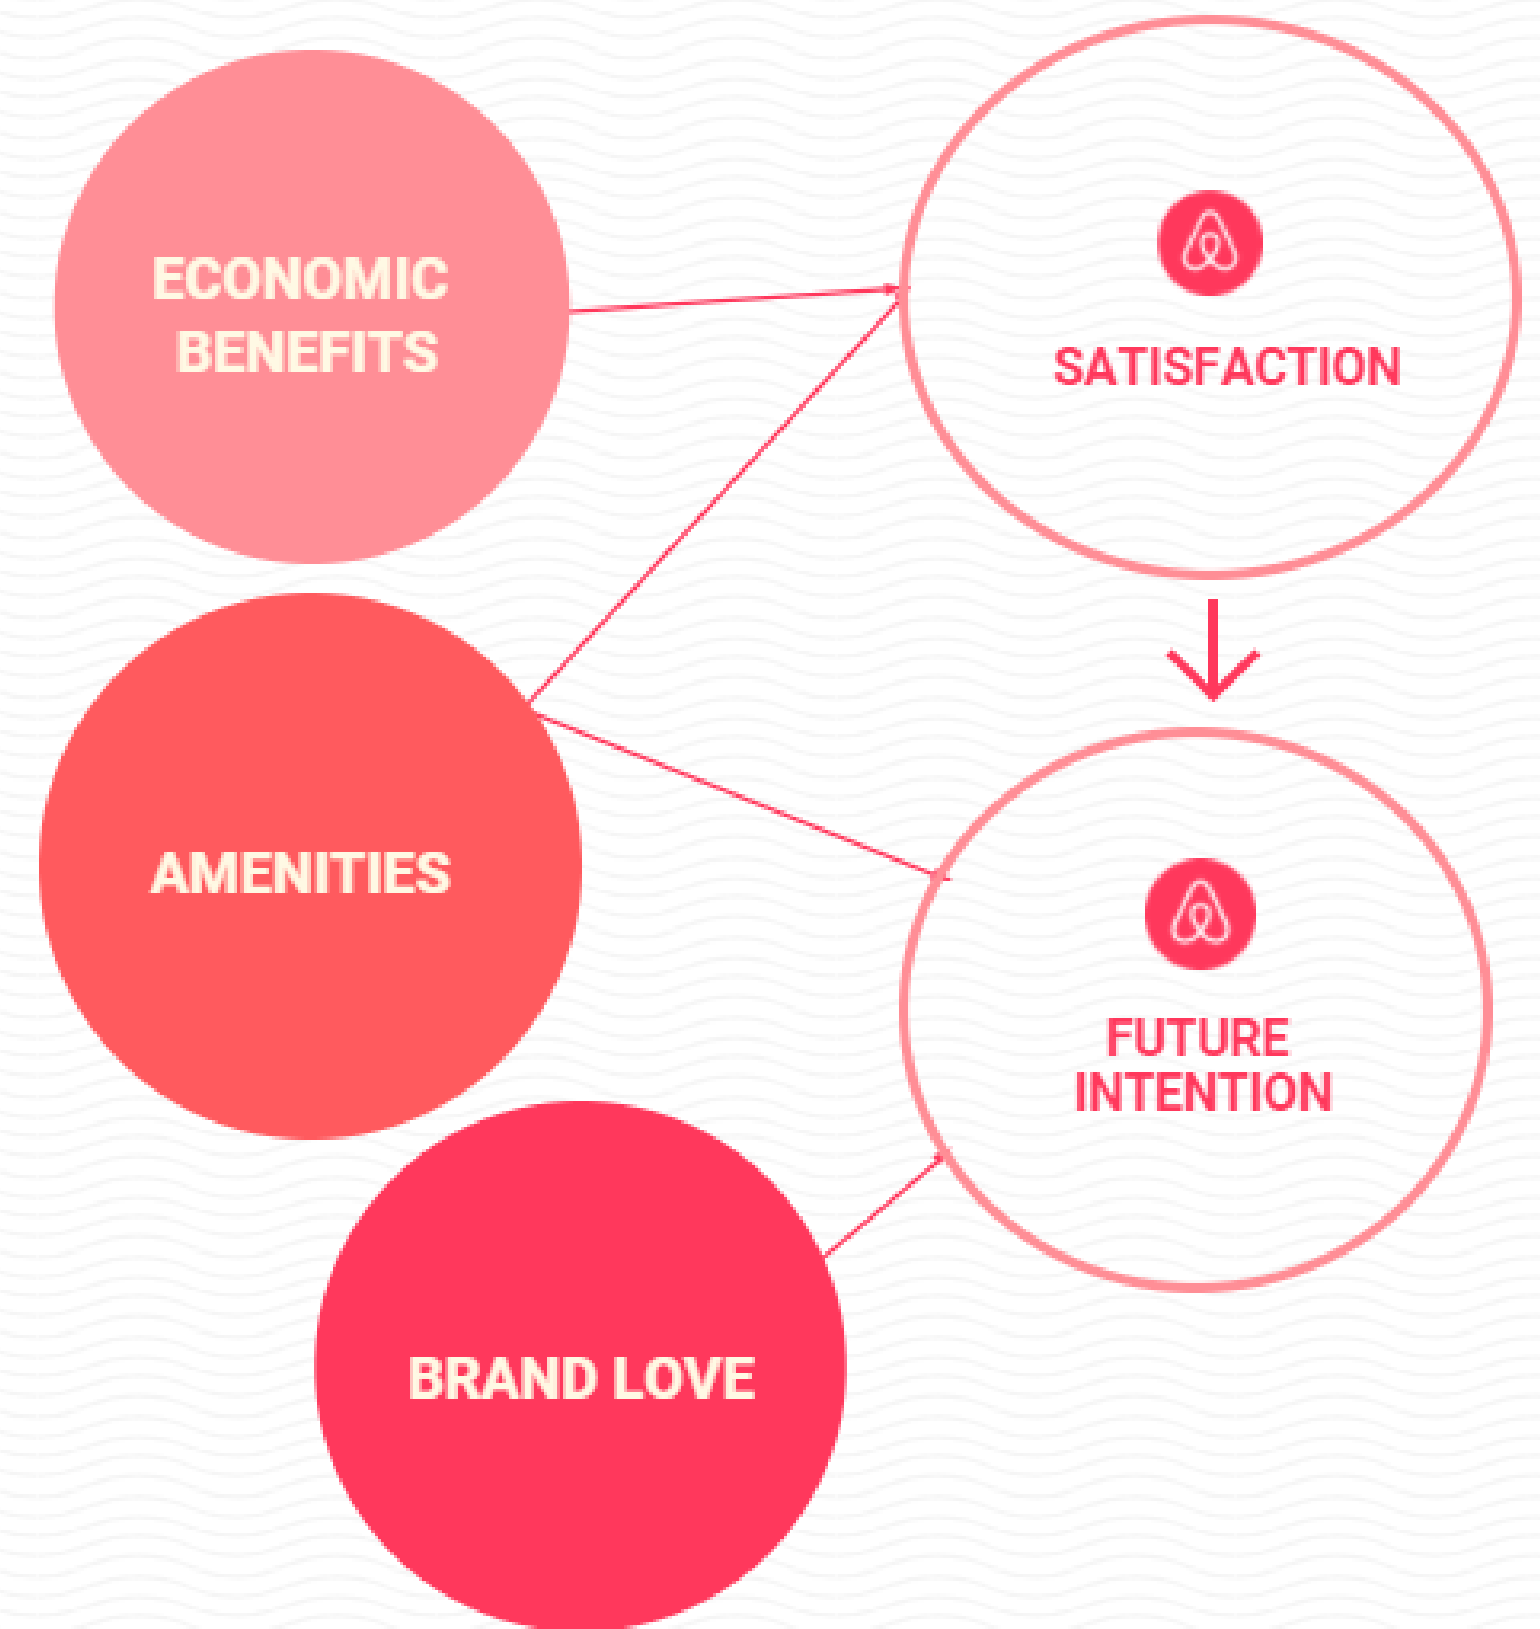 ECONOMIC
BENEFITS
SATISFACTION
AMENITIES
FUTURE
INTENTION
BRAND LOVE